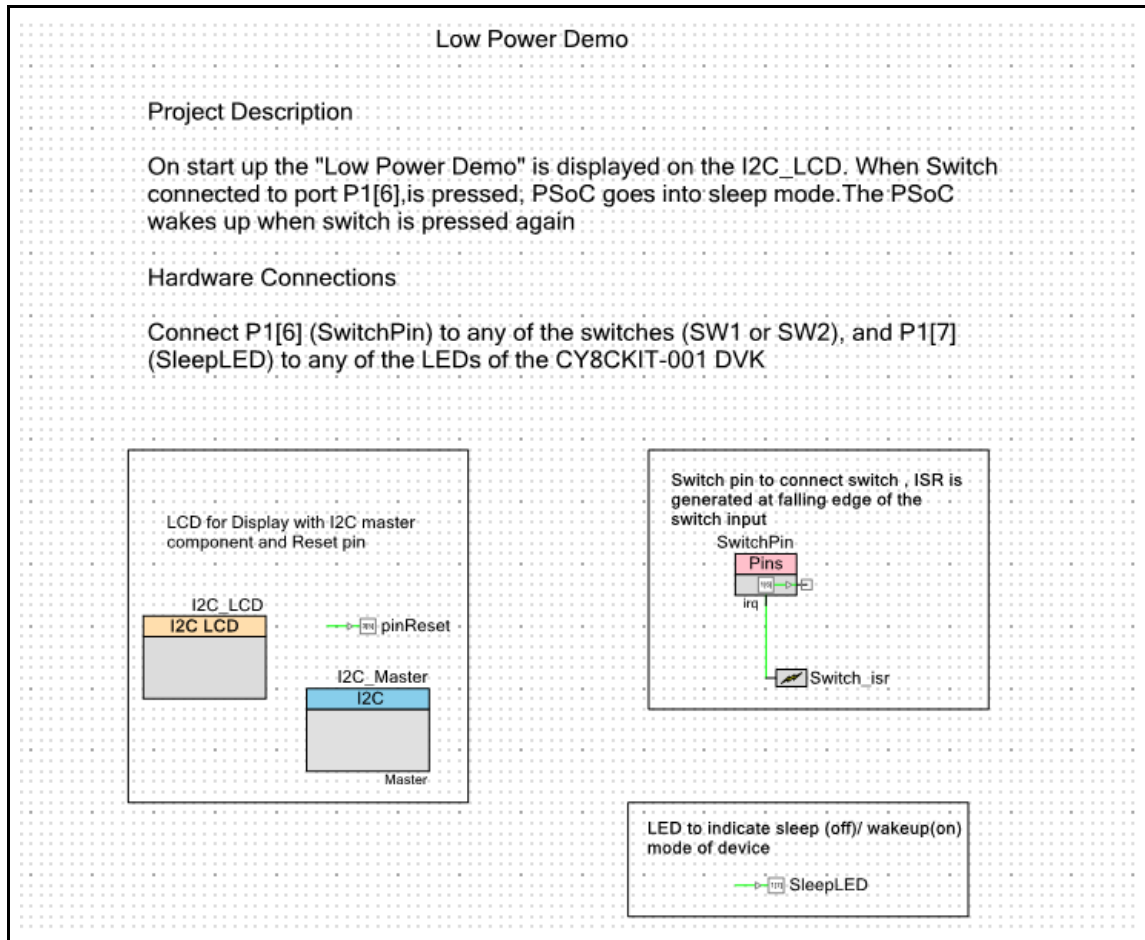 Low Power Demo
Project Description
On start up the "Low Power Demo" is displayed on the I2C_LCD. When Switch
connected to port P1[6],is pressed, PSoC goes into sleep mode.The PSoC
wakes up when switch is pressed again
Hardware Connections
Connect P1[6] (SwitchPin) to any of the switches (SW1 or SW2), and P1[7]
(SleepLED) to any of the LEDs of the CY8CKIT-001 DVK
LCD for Display with I2C master
component and Reset pin
I2C_LCD
I2C LCD
pinReset
I2C_Master
I2C
Master
Switch pin to connect switch , ISR is
generated at falling edge of the
switch input
SwitchPin
Pins
irq
Switch_isr
LED to indicate sleep (off)/ wakeup(on)
mode of device
SleepLED